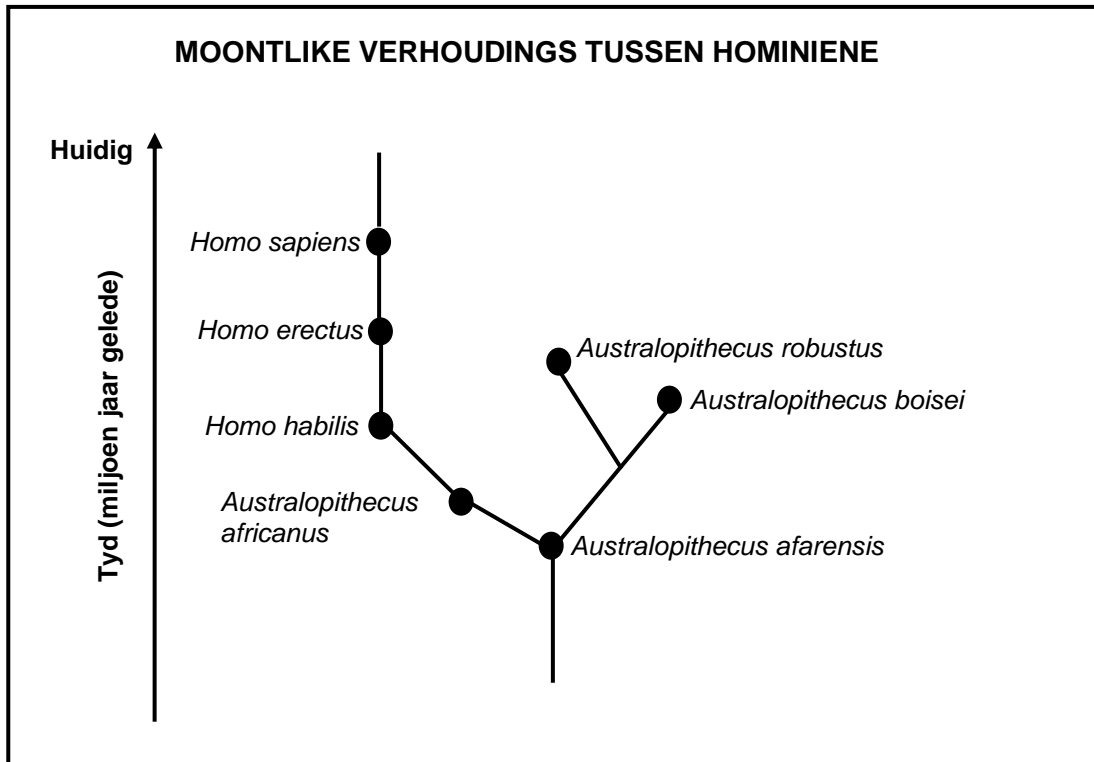 MOONTLIKE VERHOUDINGS TUSSEN HOMINIENE
Huidig
Tyd (miljoen jaar gelede)
Homo sapiens
Homo erectus
Australopithecus robustus
Australopithecus boisei
Homo habilis
Australopithecus
africanus
Australopithecus afarensis